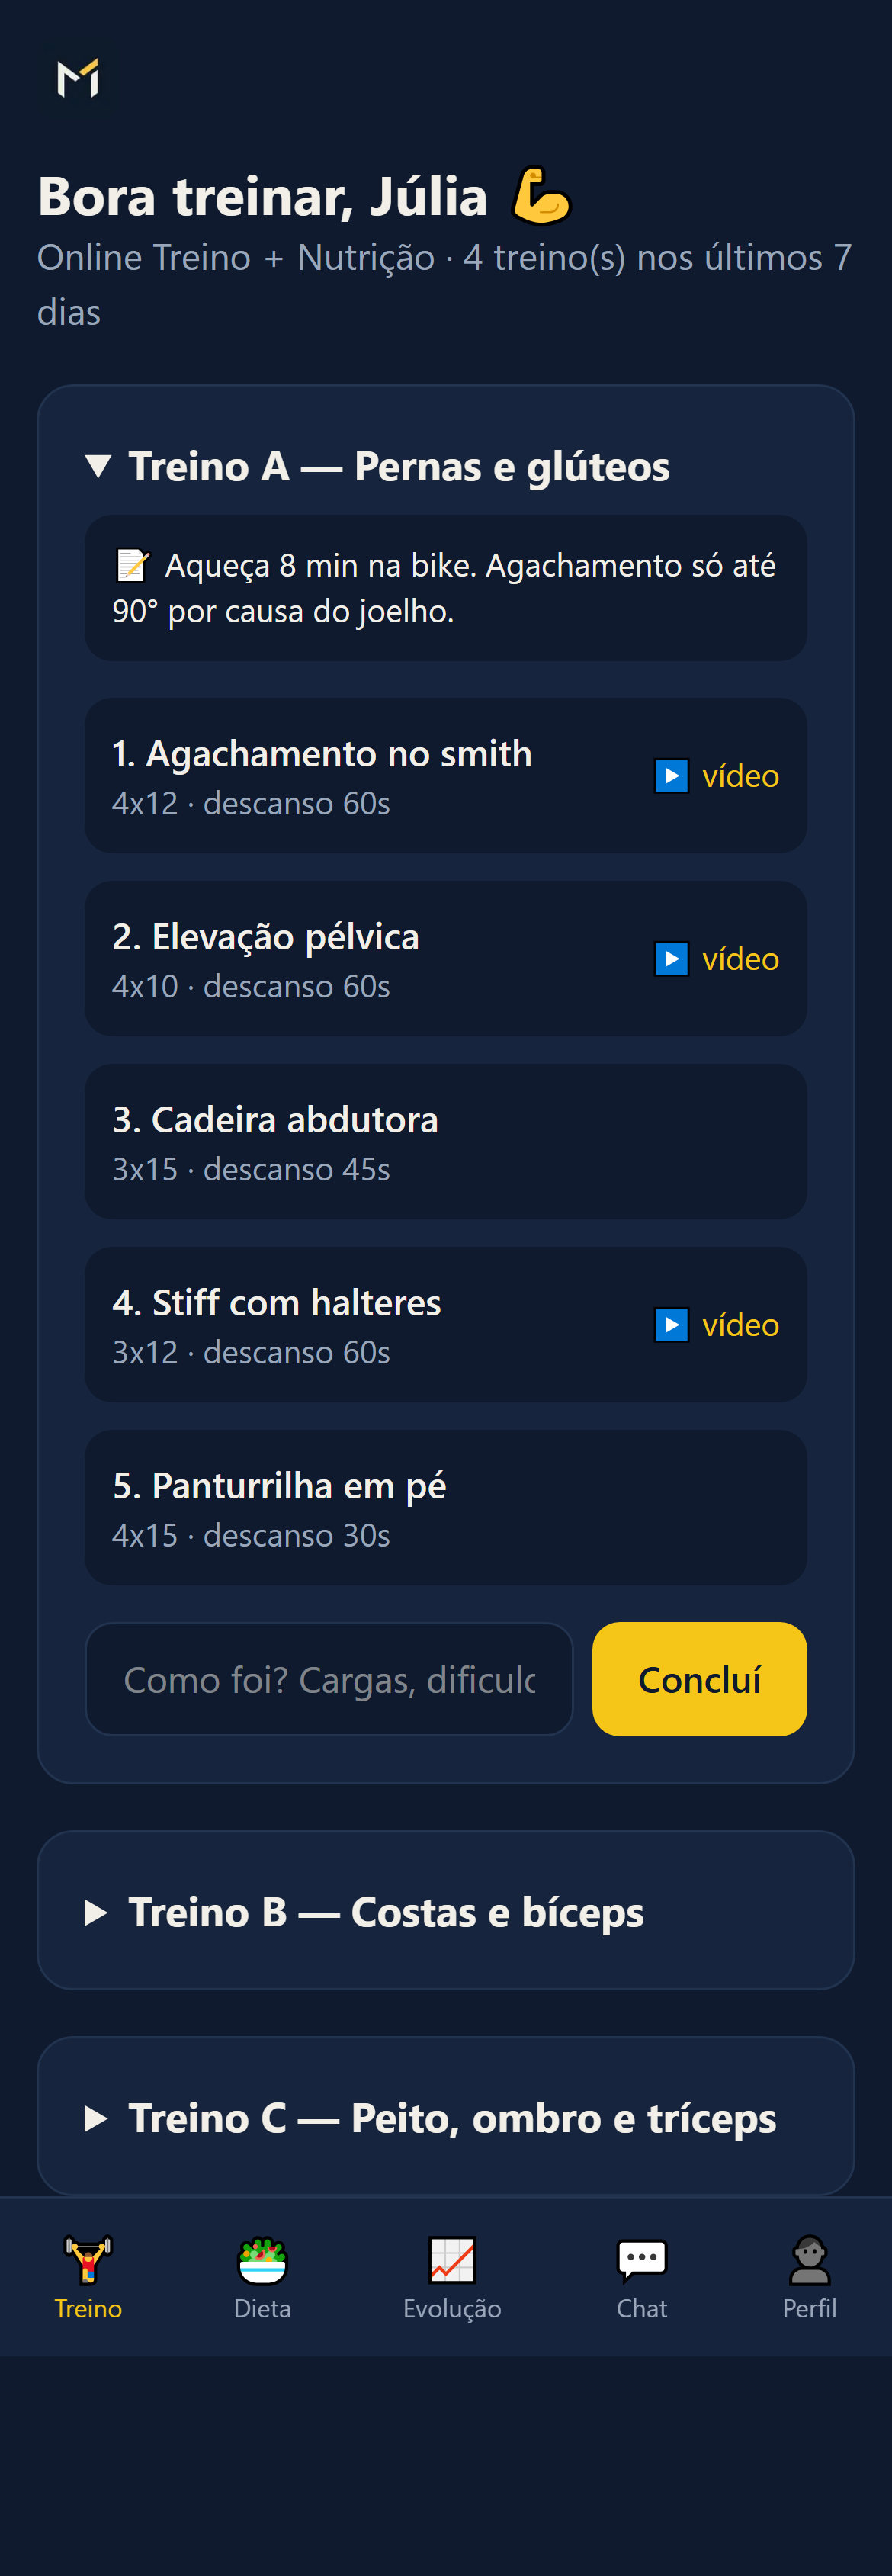 M
Bora treinar, Júlia 💪
Online Treino + Nutrição · 4 treino(s) nos últimos 7
dias
▼ Treino A — Pernas e glúteos
📝 Aqueça 8 min na bike. Agachamento só até
90° por causa do joelho.
1. Agachamento no smith
4x12 · descanso 60s
▶️ vídeo
2. Elevação pélvica
4x10 · descanso 60s
▶️ vídeo
3. Cadeira abdutora
3x15 · descanso 45s
4. Stiff com halteres
3x12 · descanso 60s
▶️ vídeo
5. Panturrilha em pé
4x15 · descanso 30s
Como foi? Cargas, dificulc
Concluí
▶ Treino B — Costas e bíceps
▶ Treino C — Peito, ombro e tríceps
Treino
Dieta
Evolução
Chat
Perfil